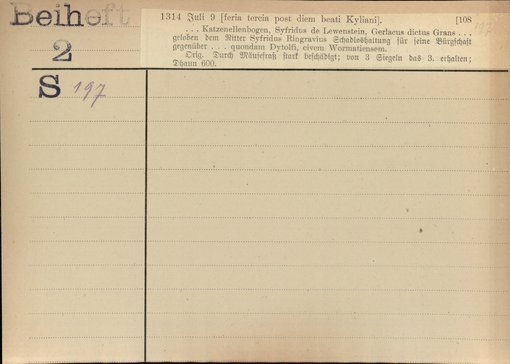 Beiheft
2
S 197
1314 Juli 9 [feria tercia post diem beati Kyliani]. [108
197
. . . Katzenellenbogen, Syfridus de Lewenstein, Gerlacus dictus Grans . . .
geloben dem Ritter Syfridus Ringravius Schadloshaltung für seine Bürgschaft
gegenüber . . . quondam Dytolfi, civem Wormatiensem.
Orig. Durch Mäusefraß stark beschädigt; von 3 Siegeln das 3. erhalten;
Dhaun 600.